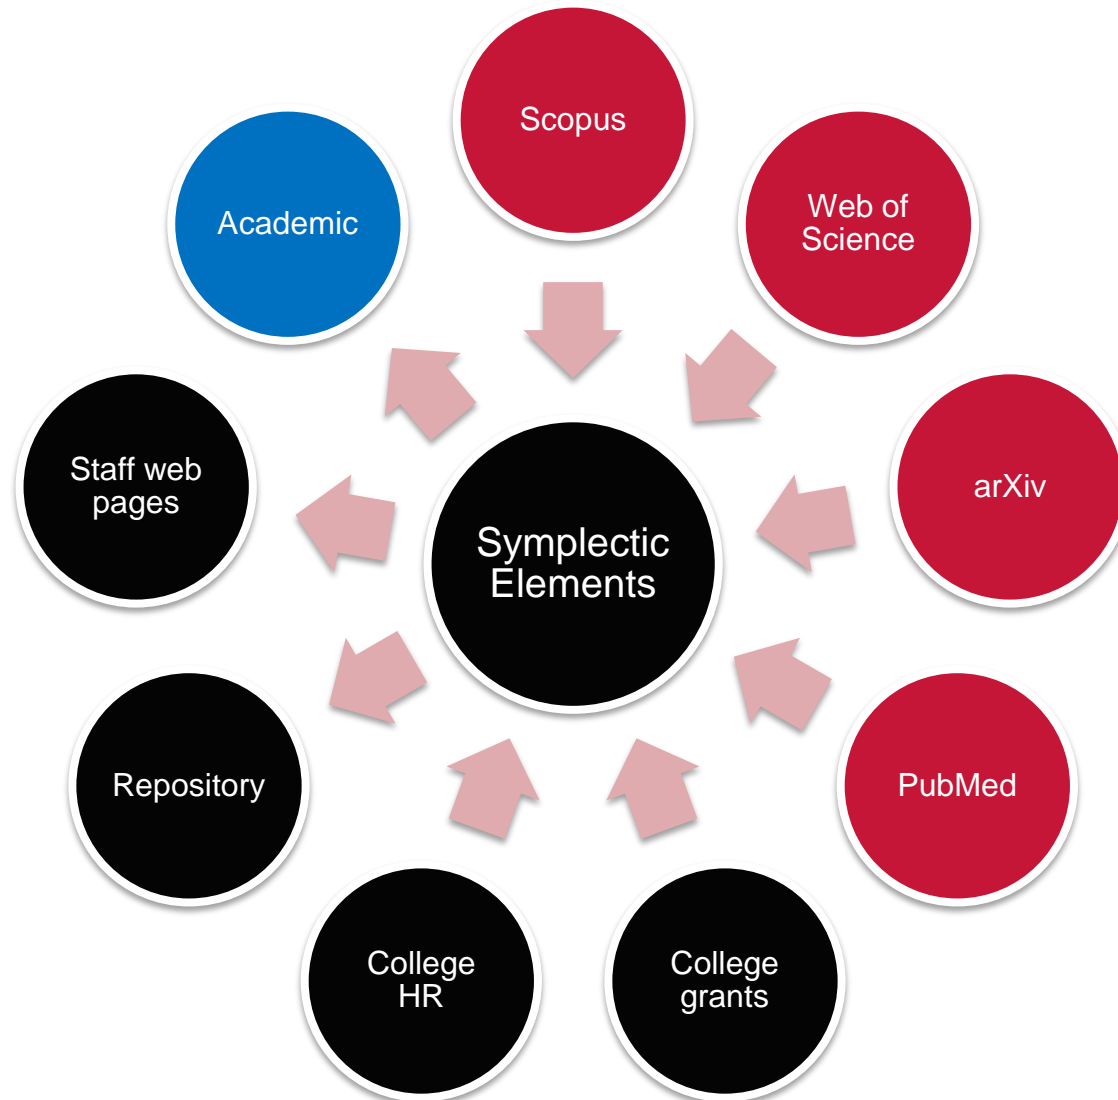 Scopus
Web of
Science
arXiv
PubMed
College
grants
College
HR
Repository
Staff web
pages
Academic
Symplectic
Elements